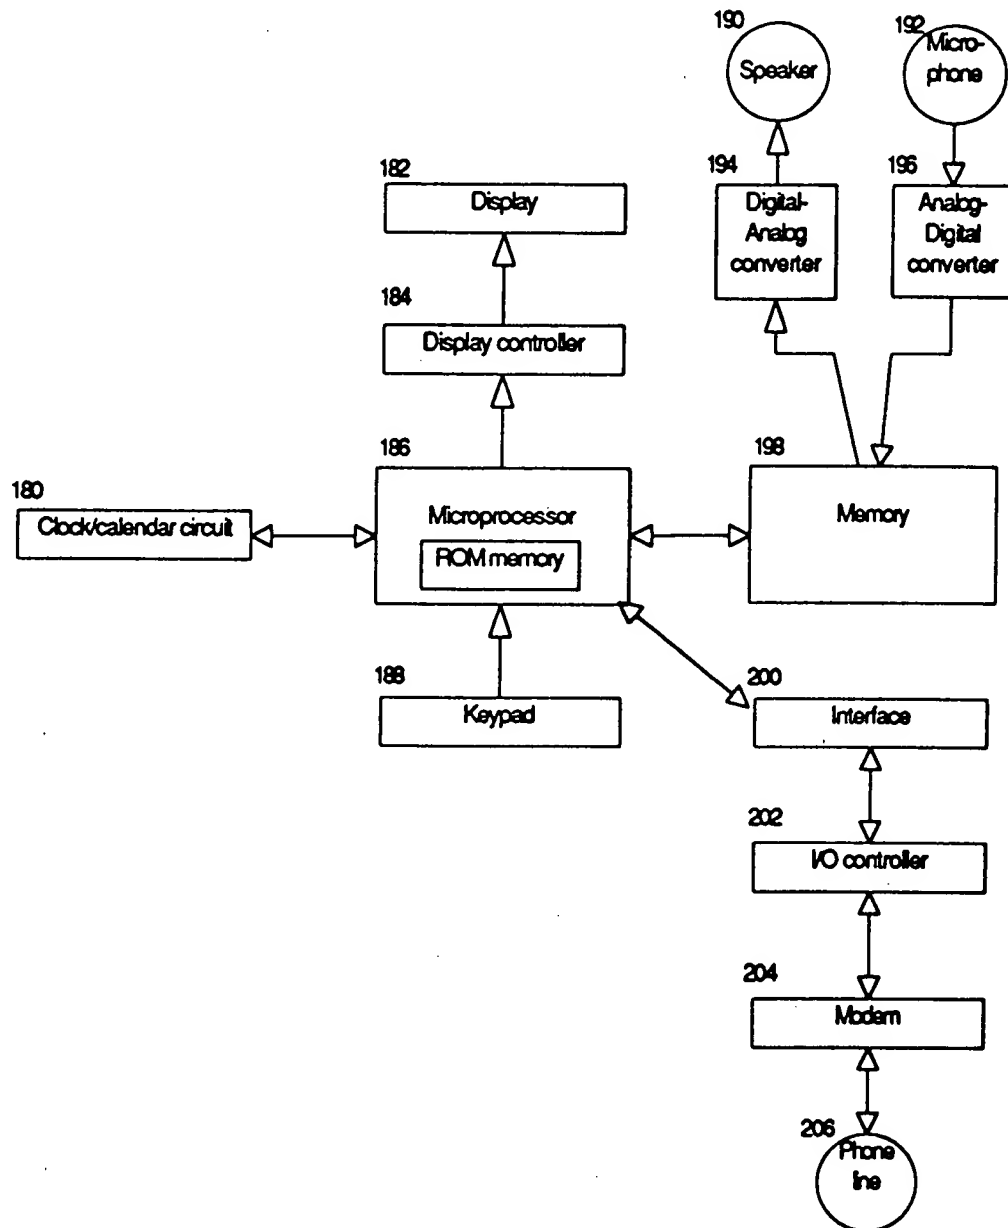 190
Speaker
192
Micro-
phone
182
Display
194
Digital-
Analog
converter
196
Analog-
Digital
converter
184
Display controller
186
Microprocessor
ROM memory
198
Memory
180
Clock/calendar circuit
188
Keypad
200
Interface
202
I/O controller
204
Modem
206
Phone
line